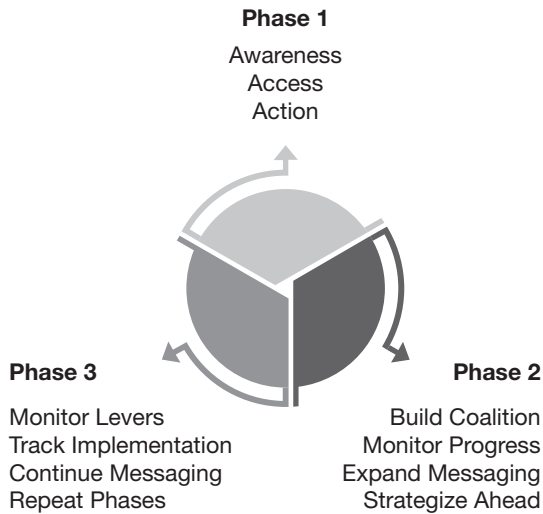 Phase 1
Awareness
Access
Action
Phase 3
Monitor Levers
Track Implementation
Continue Messaging
Repeat Phases
Phase 2
Build Coalition
Monitor Progress
Expand Messaging
Strategize Ahead